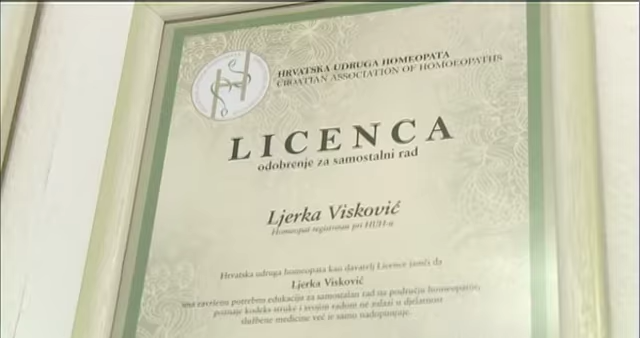 HRVATSKA UDRUGA HOMEOPATA
CROATIAN ASSOCIATION OF HOMOEOPATHS
LICENCA
odobrenje za samostalni rad
Ljerka Visković
Homeopat registriran pri HUH-u
Hrvatska udruga homeopata kao davatelj Licence jamči da
Ljerka Visković
ima završenu potrebnu edukaciju za samostalan rad na području homeopatije,
poznaje kodeks struke i svojim radom ne zalazi u djelatnost
službene medicine već je samo nadopunjuje.